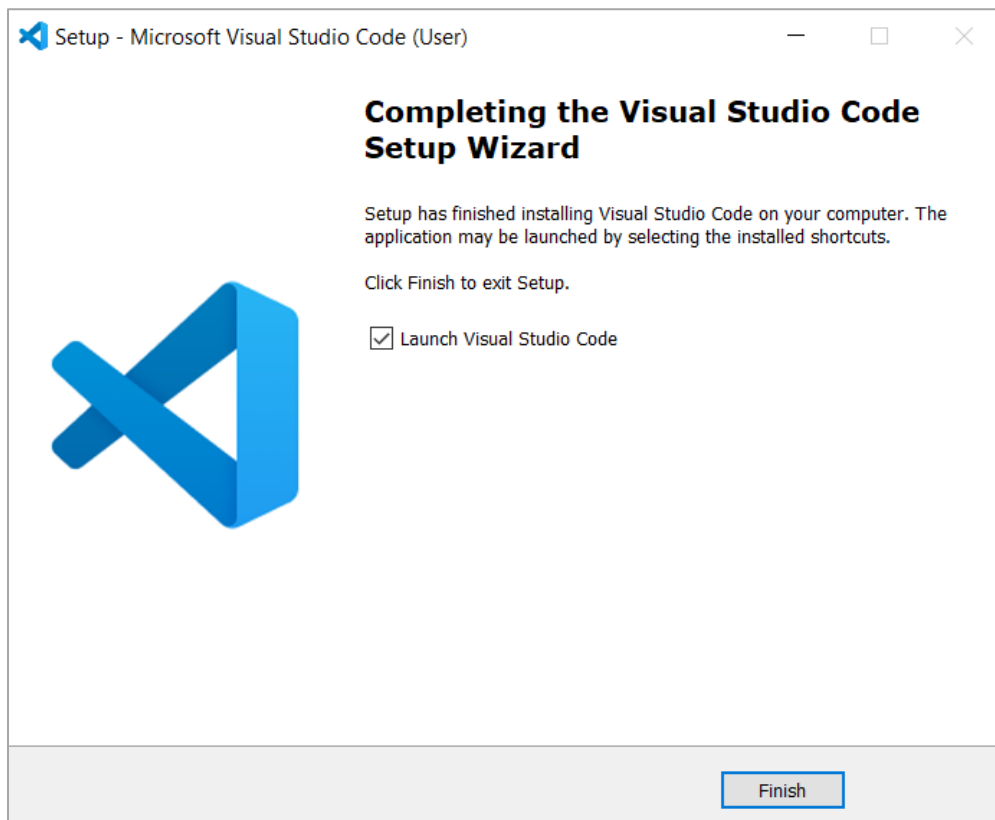 Setup - Microsoft Visual Studio Code (User)
Completing the Visual Studio Code
Setup Wizard
Setup has finished installing Visual Studio Code on your computer. The
application may be launched by selecting the installed shortcuts.
Click Finish to exit Setup.
Launch Visual Studio Code
Finish